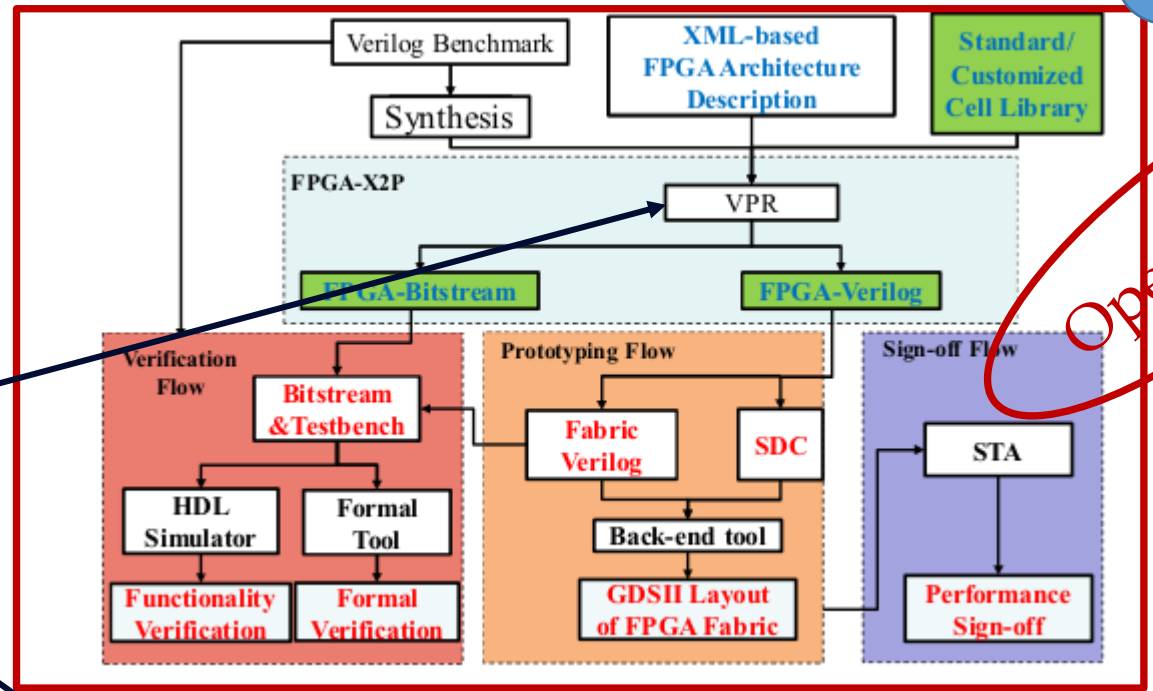 Verilog Benchmark
XML-based
FPGA Architecture
Description
Standard/
Customized
Cell Library
Synthesis
FPGA-X2P
VPR
FPGA-Bitstream
FPGA-Verilog
Verification
Flow
Prototyping Flow
Sign-off Flow
Bitstream
&Testbench
Fabric
Verilog
SDC
STA
HDL
Simulator
Formal
Tool
Back-end tool
Functionality
Verification
Formal
Verification
GDSII Layout
of FPGA Fabric
Performance
Sign-off